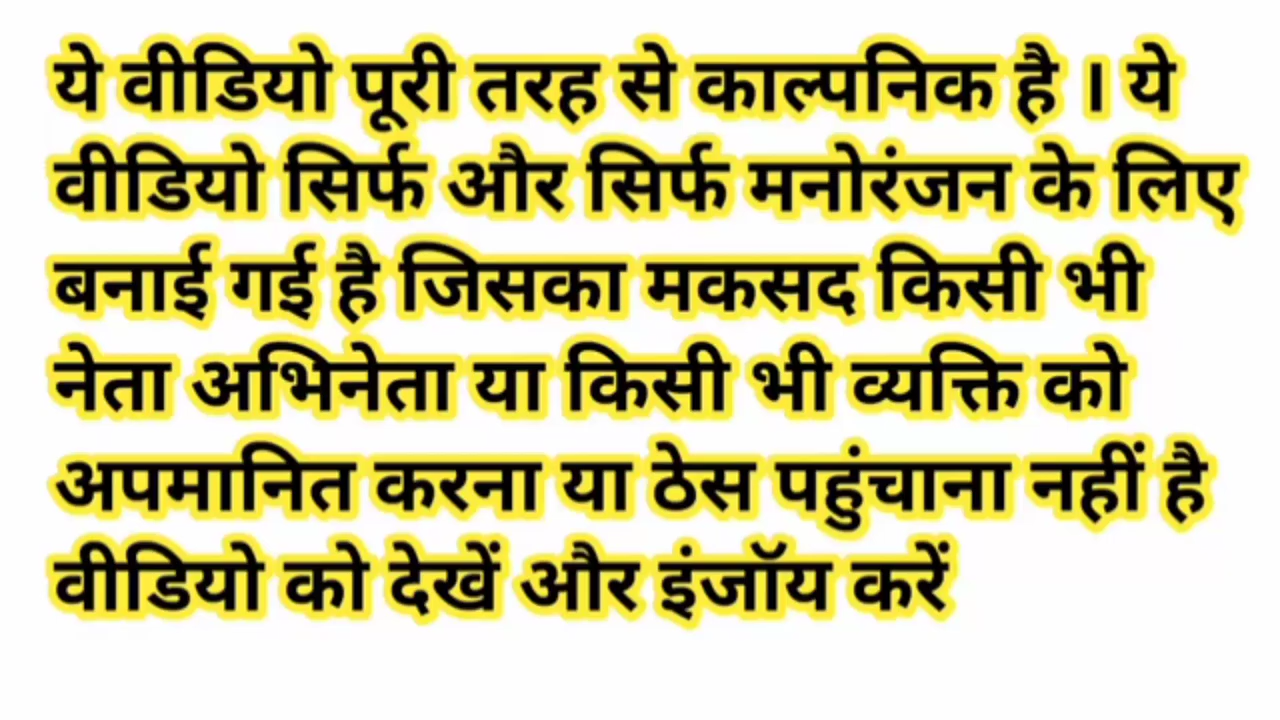 ये वीडियो पूरी तरह से काल्पनिक है । ये
वीडियो सिर्फ और सिर्फ मनोरंजन के लिए
बनाई गई है जिसका मकसद किसी भी
नेता अभिनेता या किसी भी व्यक्ति को
अपमानित करना या ठेस पहुंचाना नहीं है
वीडियो को देखें और इंजॉय करें